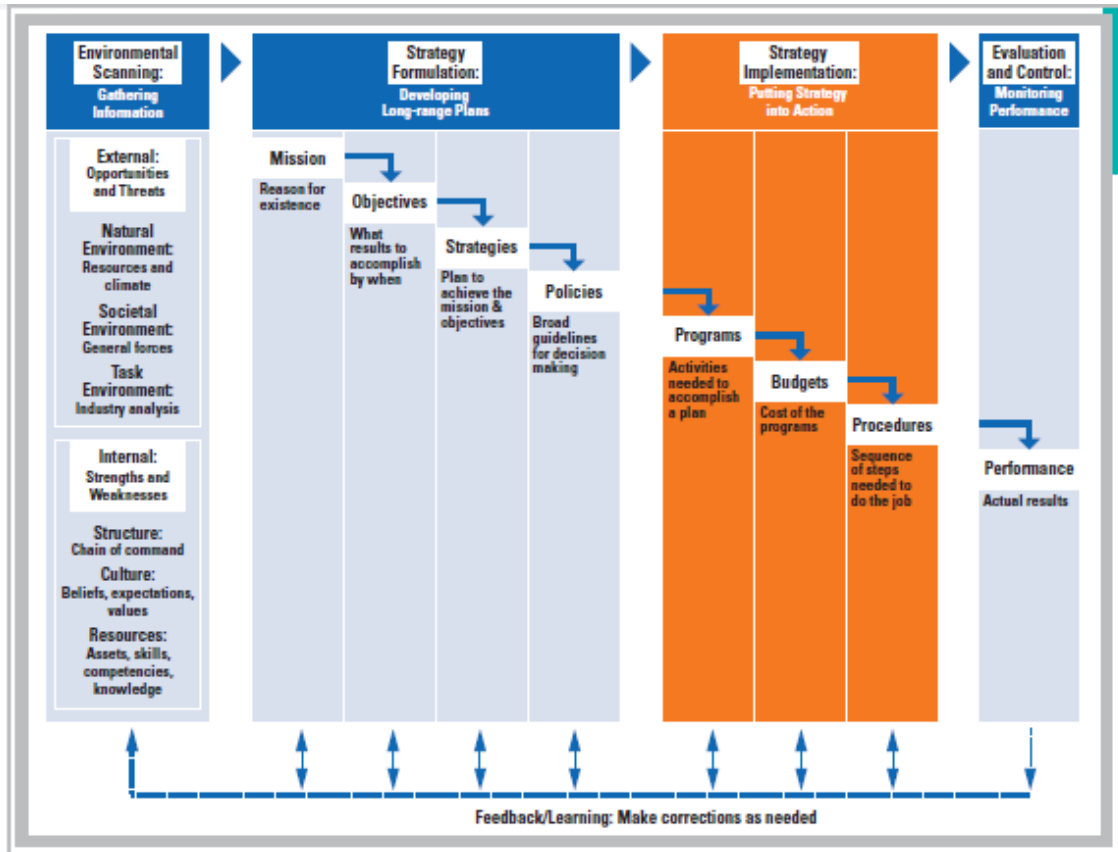 Environmental
Scanning:
Gathering
Information
External:
Opportunities
and Threats
Natural
Environment:
Resources and
climate
Societal
Environment:
General forces
Task
Environment:
Industry analysis
Internal:
Strengths and
Weaknesses
Structure:
Chain of command
Culture:
Beliefs, expectations,
values
Resources:
Assets, skills,
competencies,
knowledge
Strategy
Formulation:
Developing
Long-range Plans
Mission
Reason for
existence
Objectives
What
results to
accomplish
by when
Strategies
Plan to
achieve the
mission &
objectives
Policies
Broad
guidelines
for decision
making
Strategy
Implementation:
Putting Strategy
into Action
Programs
Activities
needed to
accomplish
a plan
Budgets
Cost of the
programs
Procedures
Sequence
of steps
needed to
do the job
Evaluation
and Control:
Monitoring
Performance
Performance
Actual results
Feedback/Learning: Make corrections as needed